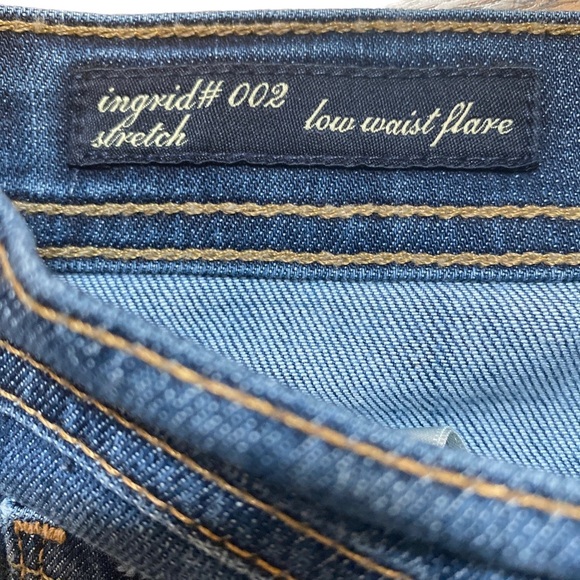 ingrid# 002
stretch
low waist flare